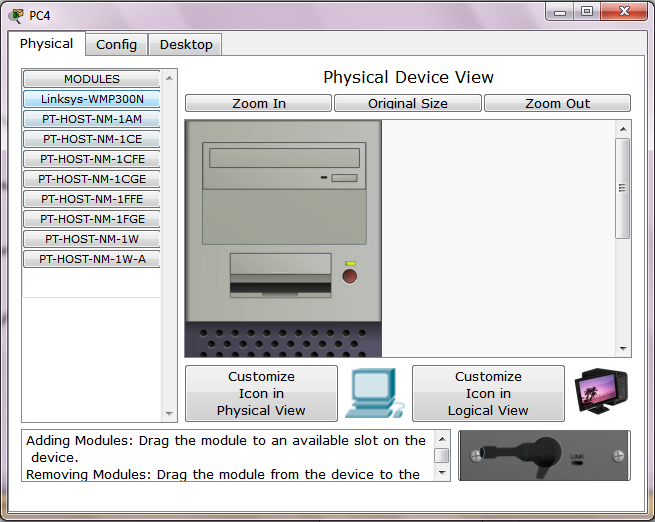 PC4
Physical
Config
Desktop
MODULES
Linksys-WMP300N
PT-HOST-NM-1AM
PT-HOST-NM-1CE
PT-HOST-NM-1CFE
PT-HOST-NM-1CGE
PT-HOST-NM-1FFE
PT-HOST-NM-1FGE
PT-HOST-NM-1W
PT-HOST-NM-1W-A
Physical Device View
Zoom In
Original Size
Zoom Out
Customize
Icon in
Physical View
Customize
Icon in
Logical View
Adding Modules: Drag the module to an available slot on the
device.
Removing Modules: Drag the module from the device to the
LINK